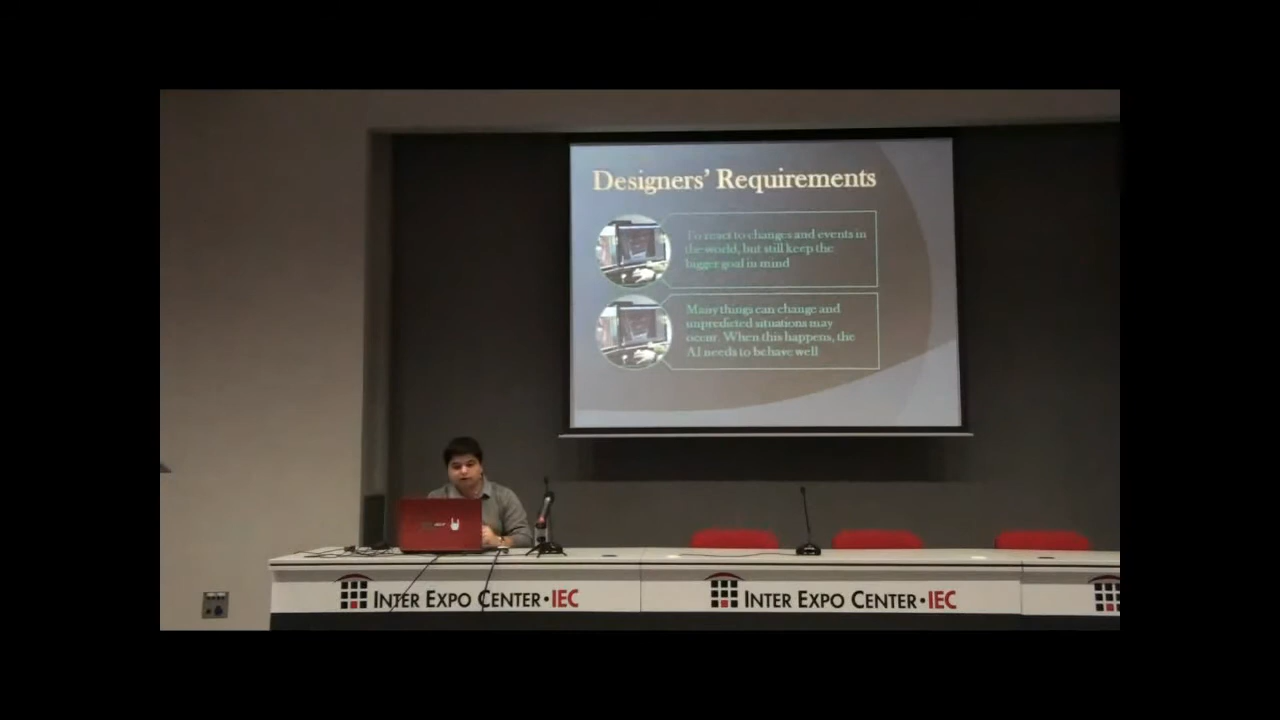 Designers' Requirements
To react to changes and events in
the world, but still keep the
bigger goal in mind
Many things can change and
unpredicted situations may
occur. When this happens, the
AI needs to behave well
INTER EXPO CENTER•IEC
INTER EXPO CENTER•IEC